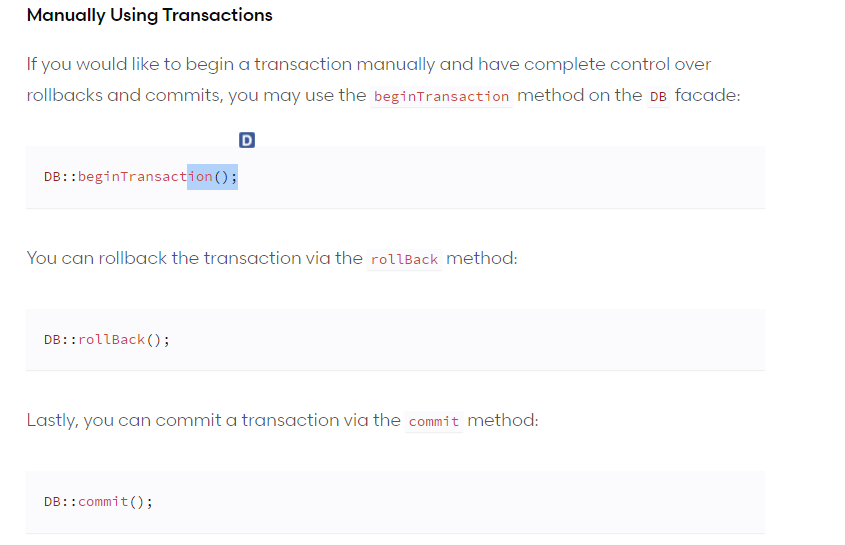 Manually Using Transactions
If you would like to begin a transaction manually and have complete control over
rollbacks and commits, you may use the beginTransaction method on the DB facade:
D
DB::beginTransaction();
You can rollback the transaction via the rollBack method:
DB::rollBack();
Lastly, you can commit a transaction via the commit method:
DB::commit();